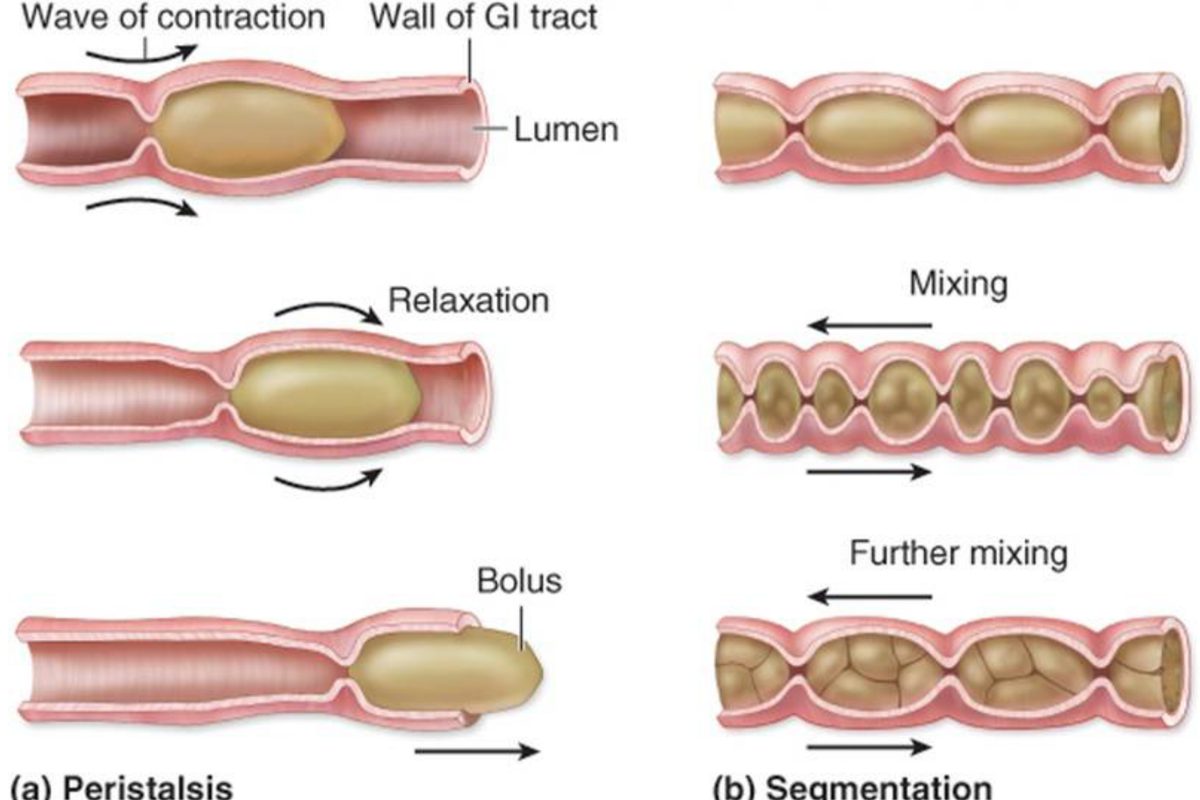 Wave of contraction
Wall of GI tract
Lumen
Relaxation
Mixing
Bolus
Further mixing
(a) Peristalsis
(b) Segmentation